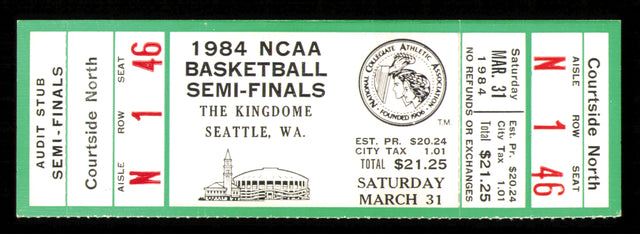 AUDIT STUB
SEMI-FINALS
Courtside North
AISLE ROW SEAT
N 1 46
1984 NCAA
BASKETBALL
SEMI-FINALS
THE KINGDOME
SEATTLE, WA.
NATIONAL COLLEGIATE ATHLETIC ASSOCIATION
FOUNDED 1906
T.M.
EST. PR. $20.24
CITY TAX 1.01
TOTAL $21.25
SATURDAY
MARCH 31
Saturday
MAR. 31
1984
NO REFUNDS OR EXCHANGES
Est. Pr. $20.24
City Tax 1.01
Total $21.25
N 1 46
AISLE ROW SEAT
Courtside North